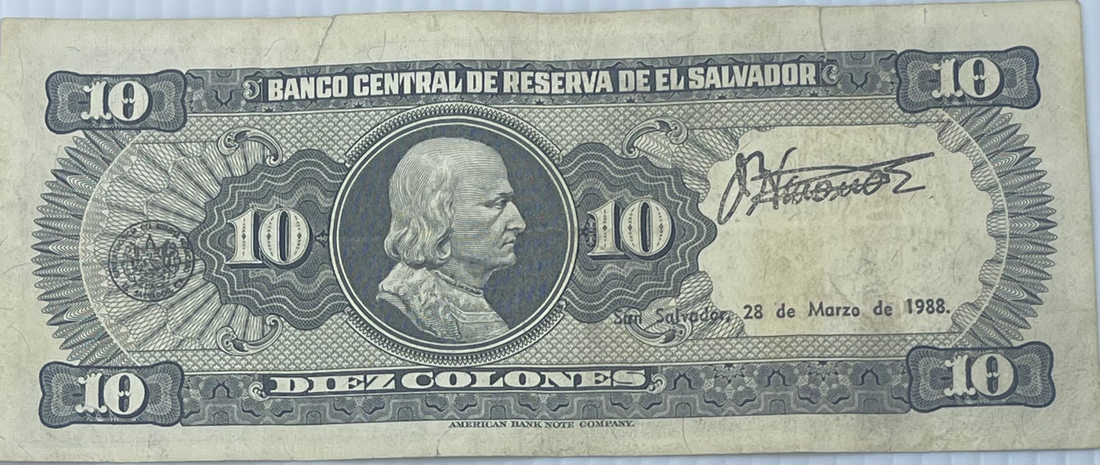 10 BANCO CENTRAL DE RESERVA DE EL SALVADOR 10
10 10
San Salvador, 28 de Marzo de 1988.
10 DIEZ COLONES 10
AMERICAN BANK NOTE COMPANY.